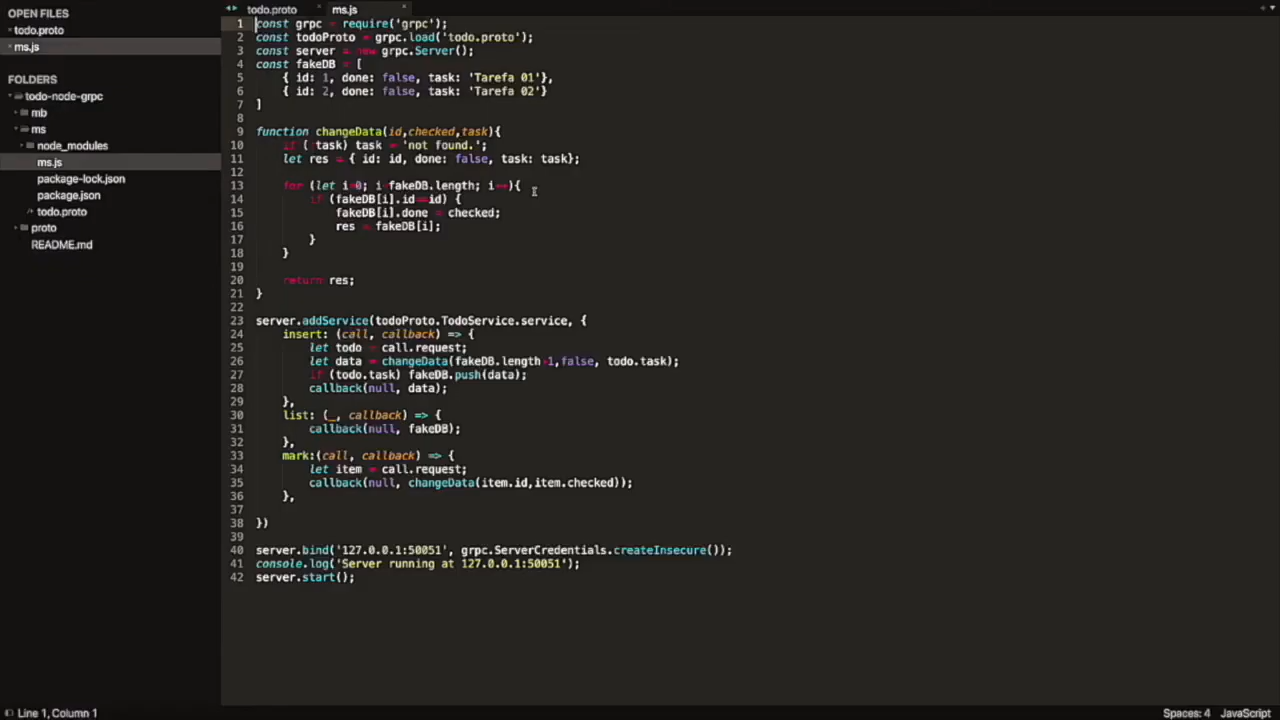 OPEN FILES
todo.proto
ms.js
FOLDERS
todo-node-grpc
mb
ms
node_modules
ms.js
package-lock.json
package.json
todo.proto
proto
README.md
todo.proto
ms.js
1 const grpc = require('grpc');
2 const todoProto = grpc.load('todo.proto');
3 const server = new grpc.Server();
4 const fakeDB = [
5 { id: 1, done: false, task: 'Tarefa 01'},
6 { id: 2, done: false, task: 'Tarefa 02'}
7 ]
8
9 function changeData(id,checked,task){
10 if (!task) task = 'not found.';
11 let res = { id: id, done: false, task: task};
12
13 for (let i=0; i<fakeDB.length; i++){
14 if (fakeDB[i].id==id) {
15 fakeDB[i].done = checked;
16 res = fakeDB[i];
17 }
18 }
19
20 return res;
21 }
22
23 server.addService(todoProto.TodoService.service, {
24 insert: (call, callback) => {
25 let todo = call.request;
26 let data = changeData(fakeDB.length+1,false, todo.task);
27 if (todo.task) fakeDB.push(data);
28 callback(null, data);
29 },
30 list: (_, callback) => {
31 callback(null, fakeDB);
32 },
33 mark:(call, callback) => {
34 let item = call.request;
35 callback(null, changeData(item.id,item.checked));
36 },
37
38 })
39
40 server.bind('127.0.0.1:50051', grpc.ServerCredentials.createInsecure());
41 console.log('Server running at 127.0.0.1:50051');
42 server.start();
Line 1, Column 1
Spaces: 4
JavaScript